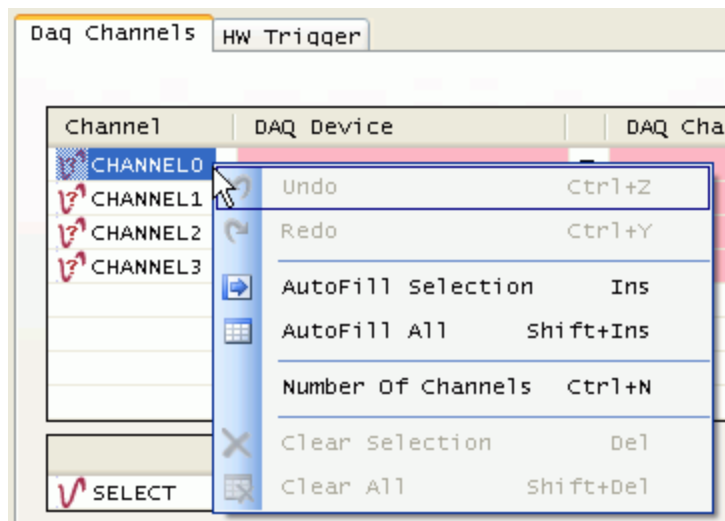 Daq Channels HW Trigger
Channel DAQ Device DAQ Cha
CHANNEL0
Undo Ctrl+Z
CHANNEL1
CHANNEL2 Redo Ctrl+Y
CHANNEL3
AutoFill Selection Ins
AutoFill All Shift+Ins
Number Of Channels Ctrl+N
Clear Selection Del
SELECT Clear All Shift+Del